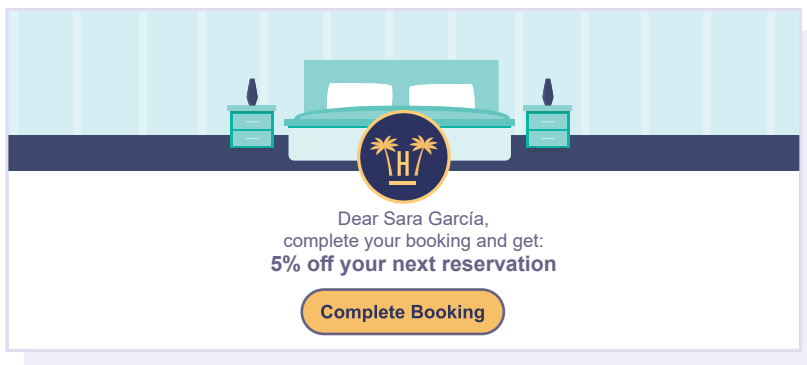 H
Dear Sara García,
complete your booking and get:
5% off your next reservation
Complete Booking